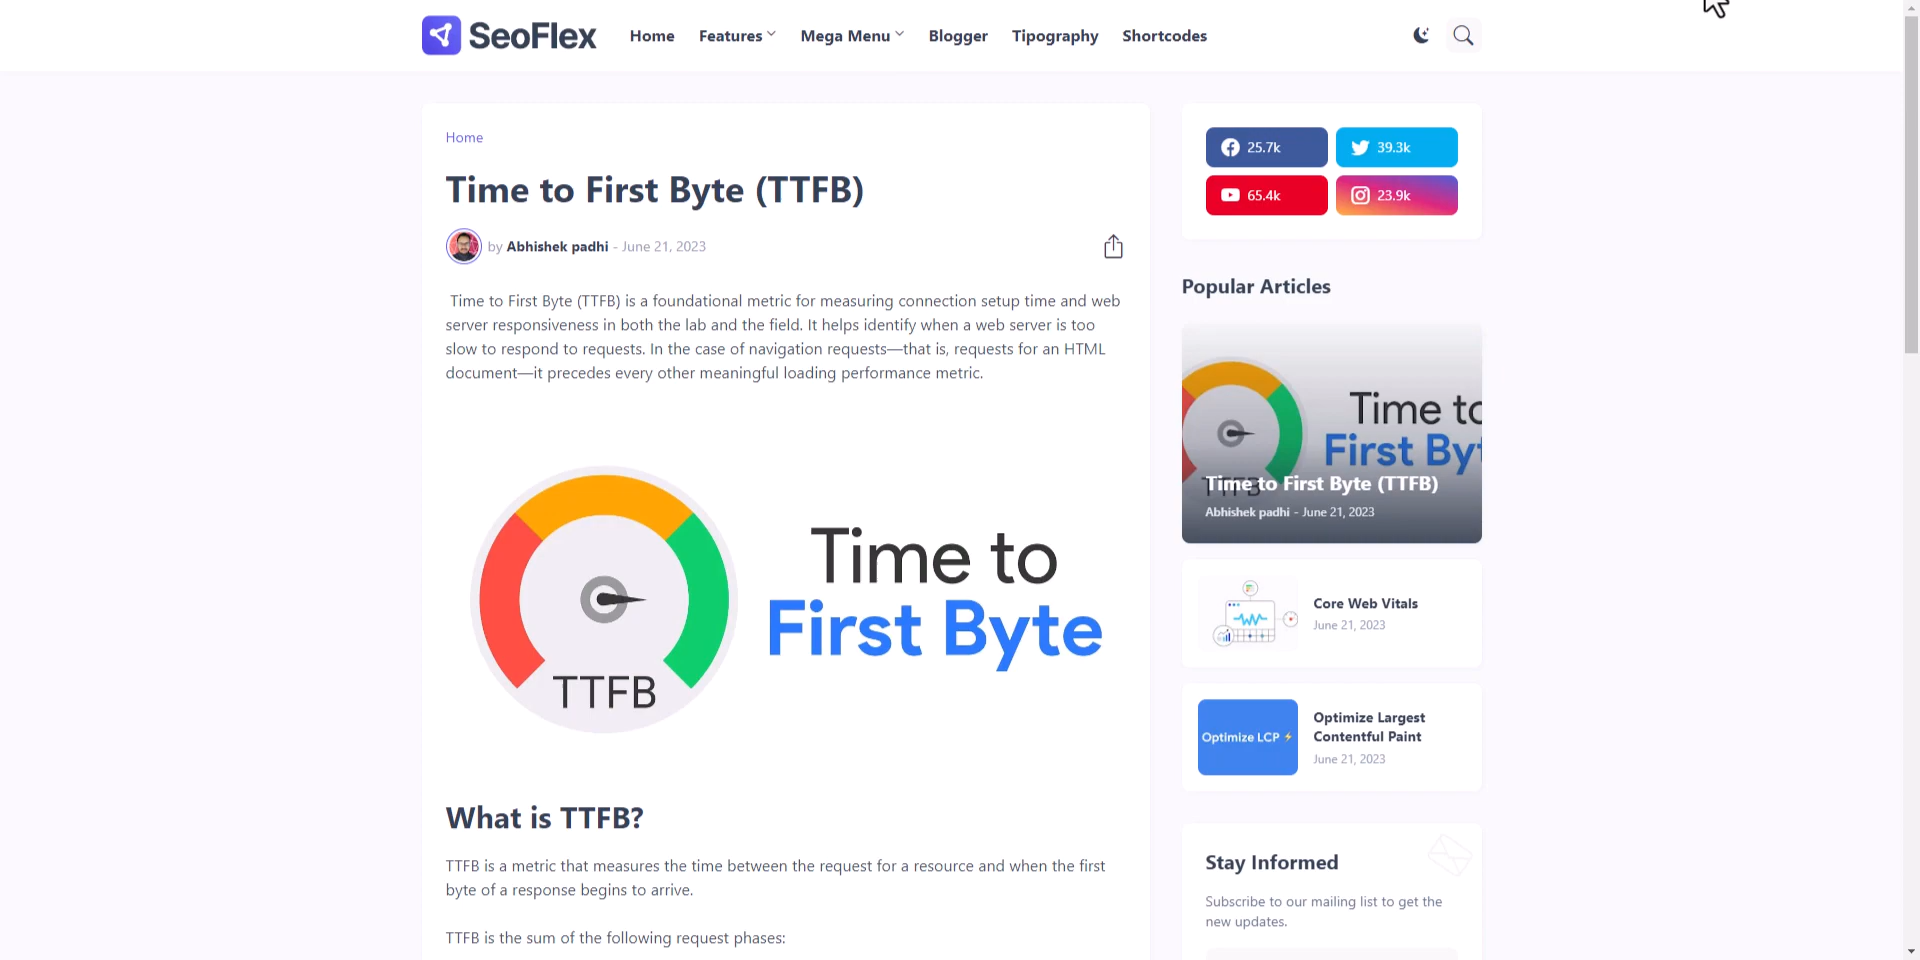 SeoFlex
Home
Features
Mega Menu
Blogger
Tipography
Shortcodes
Home
Time to First Byte (TTFB)
by Abhishek padhi - June 21, 2023
Time to First Byte (TTFB) is a foundational metric for measuring connection setup time and web
server responsiveness in both the lab and the field. It helps identify when a web server is too
slow to respond to requests. In the case of navigation requests—that is, requests for an HTML
document—it precedes every other meaningful loading performance metric.
TTFB
Time to
First Byte
What is TTFB?
TTFB is a metric that measures the time between the request for a resource and when the first
byte of a response begins to arrive.
TTFB is the sum of the following request phases:
25.7k
39.3k
65.4k
23.9k
Popular Articles
Time to
First Byt
TTFB
Time to First Byte (TTFB)
Abhishek padhi - June 21, 2023
Core Web Vitals
June 21, 2023
Optimize LCP⚡
Optimize Largest
Contentful Paint
June 21, 2023
Stay Informed
Subscribe to our mailing list to get the
new updates.